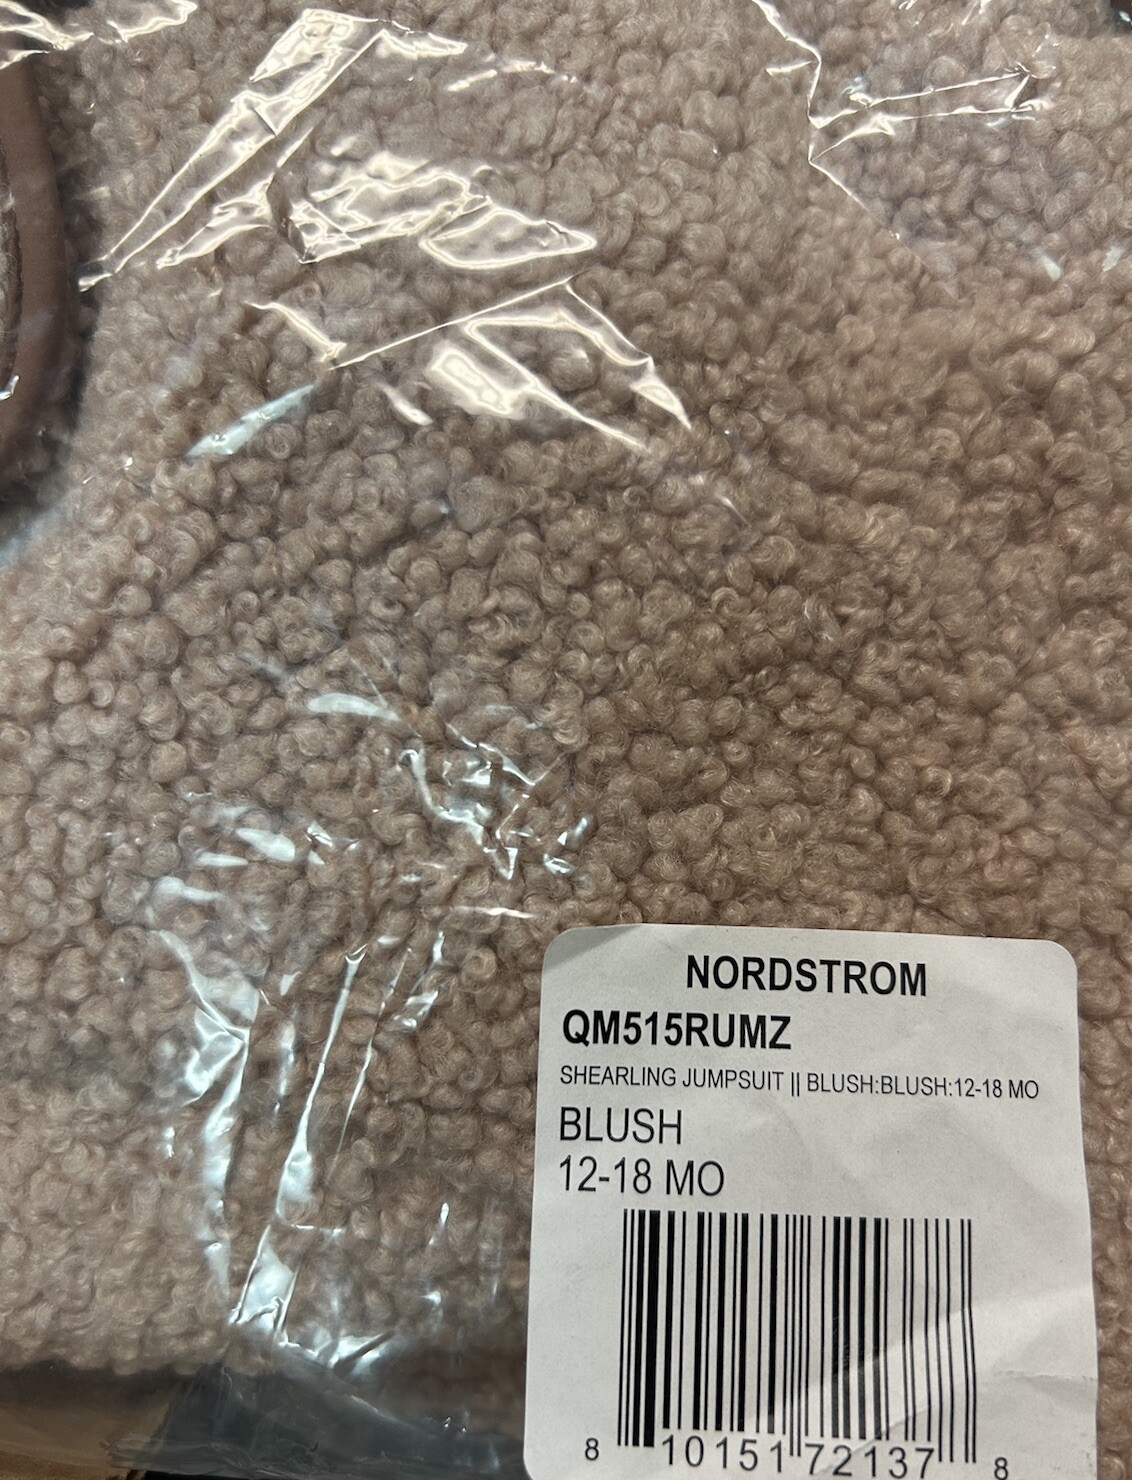 NORDSTROM
QM515RUMZ
SHEARLING JUMPSUIT || BLUSH:BLUSH:12-18 MO
BLUSH
12-18 MO
8 10151 72137 8